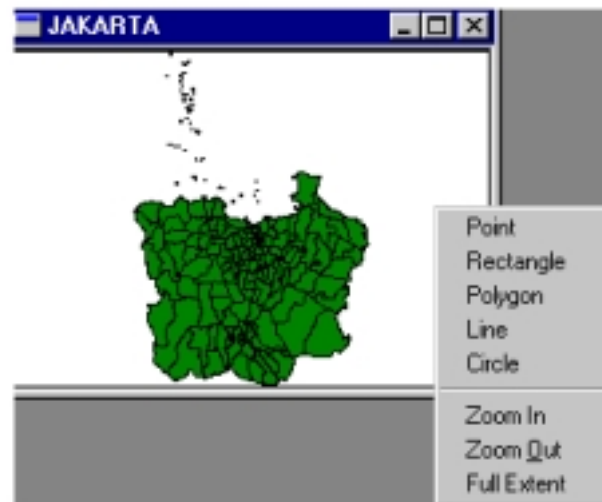 JAKARTA
Point
Rectangle
Polygon
Line
Circle
Zoom In
Zoom Out
Full Extent